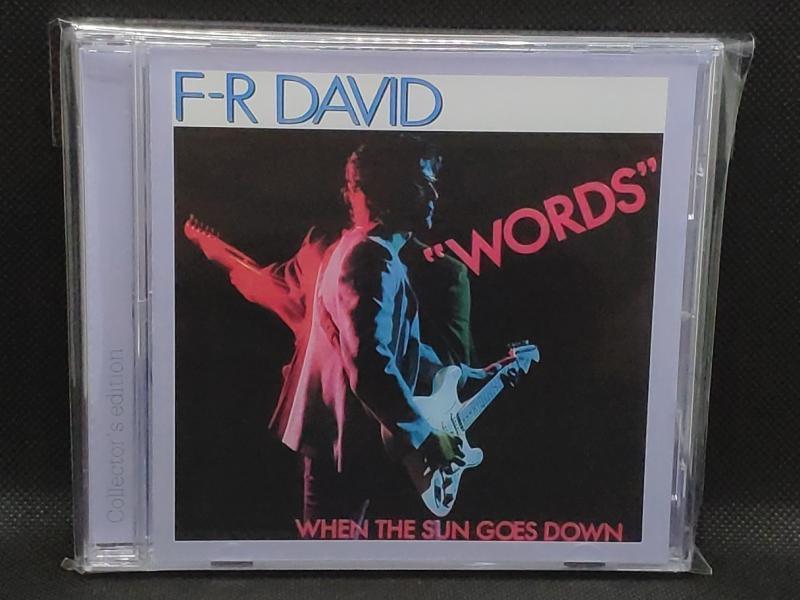 F-R DAVID
"WORDS"
WHEN THE SUN GOES DOWN
Collector's edition